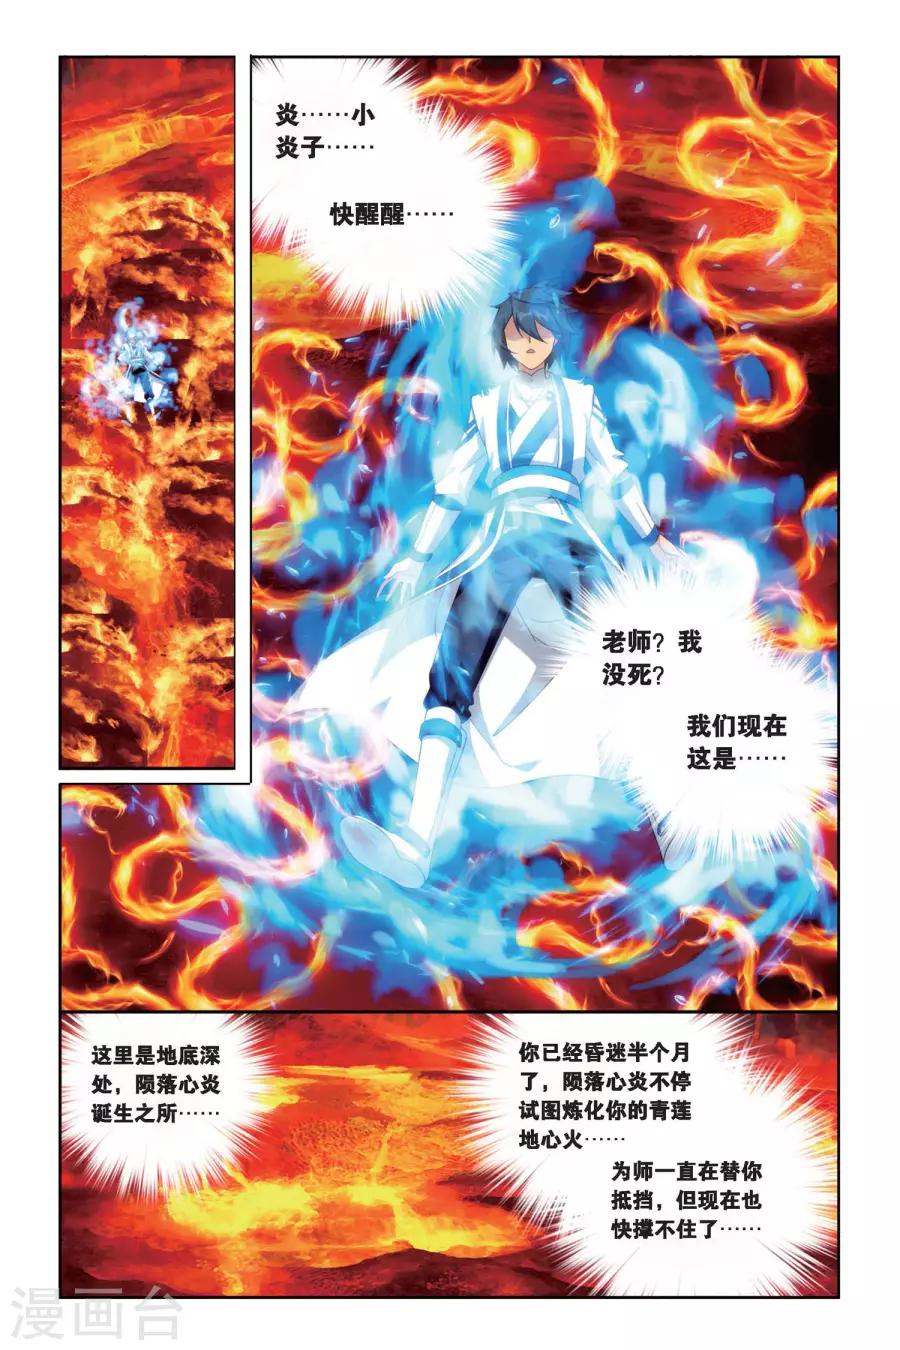 炎……小
炎子……
快醒醒……
老师？我
没死？
我们现在
这是……
这里是地底深
处，陨落心炎
诞生之所……
你已经昏迷半个月
了，陨落心炎不停
试图炼化你的青莲
地心火……
为师一直在替你
抵挡，但现在也
快撑不住了……
漫画台